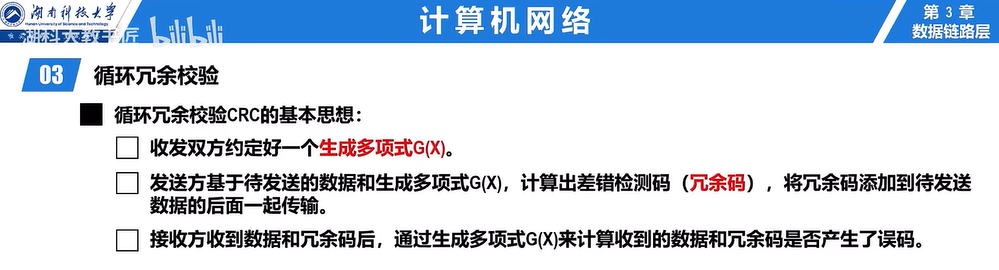 湖南科技大学
Hunan University of Science and Technology
湖科大教书匠
bilibili
计算机网络
第 3 章
数据链路层
03
循环冗余校验
循环冗余校验CRC的基本思想：
收发双方约定好一个生成多项式G(X)。
发送方基于待发送的数据和生成多项式G(X)，计算出差错检测码（冗余码），将冗余码添加到待发送
数据的后面一起传输。
接收方收到数据和冗余码后，通过生成多项式G(X)来计算收到的数据和冗余码是否产生了误码。